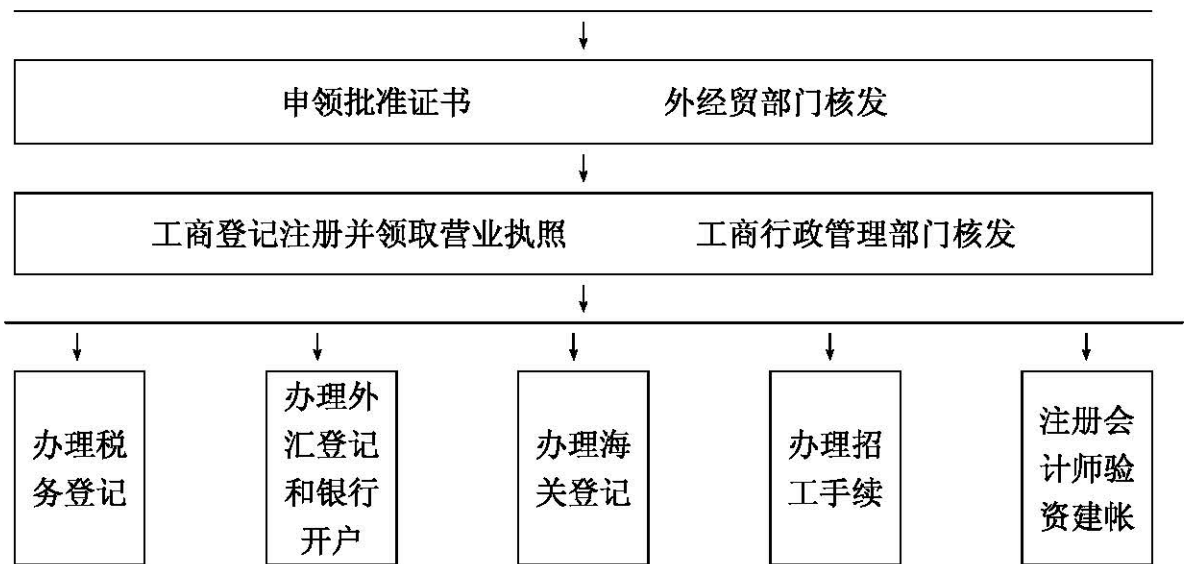 申领批准证书 外经贸部门核发
工商登记注册并领取营业执照 工商行政管理部门核发
办理税
务登记
办理外
汇登记
和银行
开户
办理海
关登记
办理招
工手续
注册会
计师验
资建帐